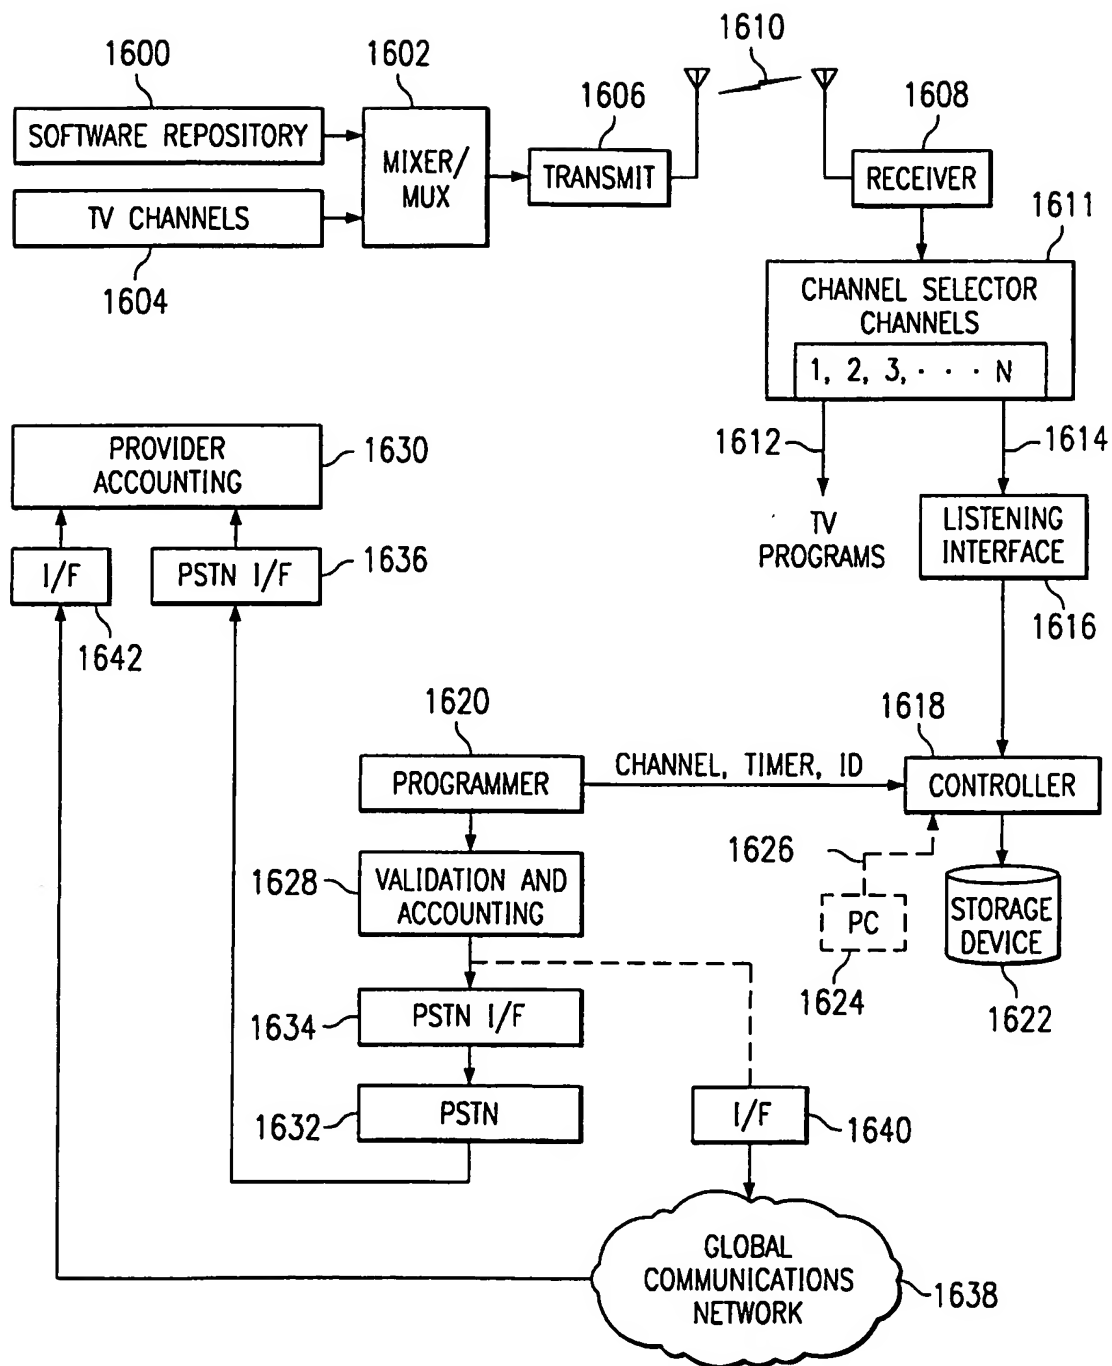 1600
1602
1610
1606
1608
SOFTWARE REPOSITORY
MIXER/
MUX
TRANSMIT
RECEIVER
TV CHANNELS
1604
1611
CHANNEL SELECTOR
CHANNELS
1, 2, 3, · · · N
1612
1614
TV
PROGRAMS
LISTENING
INTERFACE
1616
PROVIDER
ACCOUNTING
1630
I/F
PSTN I/F
1636
1642
1620
1618
PROGRAMMER
CHANNEL, TIMER, ID
CONTROLLER
1626
1628
VALIDATION AND
ACCOUNTING
PC
1624
STORAGE
DEVICE
1622
1634
PSTN I/F
1632
PSTN
I/F
1640
GLOBAL
COMMUNICATIONS
NETWORK
1638